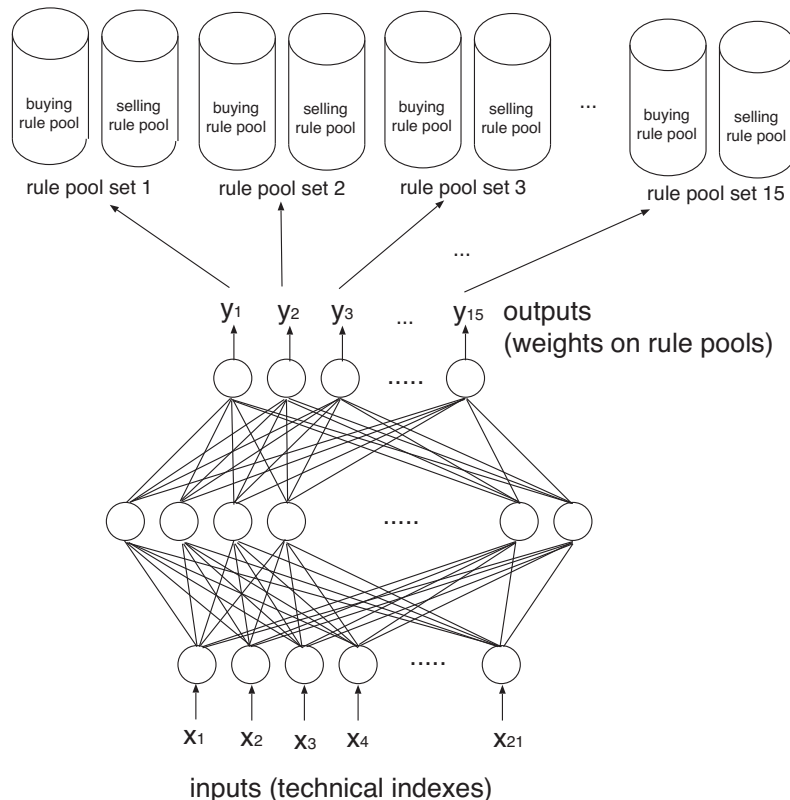 buying
rule pool
selling
rule pool
buying
rule pool
selling
rule pool
buying
rule pool
selling
rule pool
...
buying
rule pool
selling
rule pool
rule pool set 1
rule pool set 2
rule pool set 3
rule pool set 15
...
y1 y2 y3 ... y15 outputs
(weights on rule pools)
.....
.....
.....
x1 x2 x3 x4 x21
inputs (technical indexes)